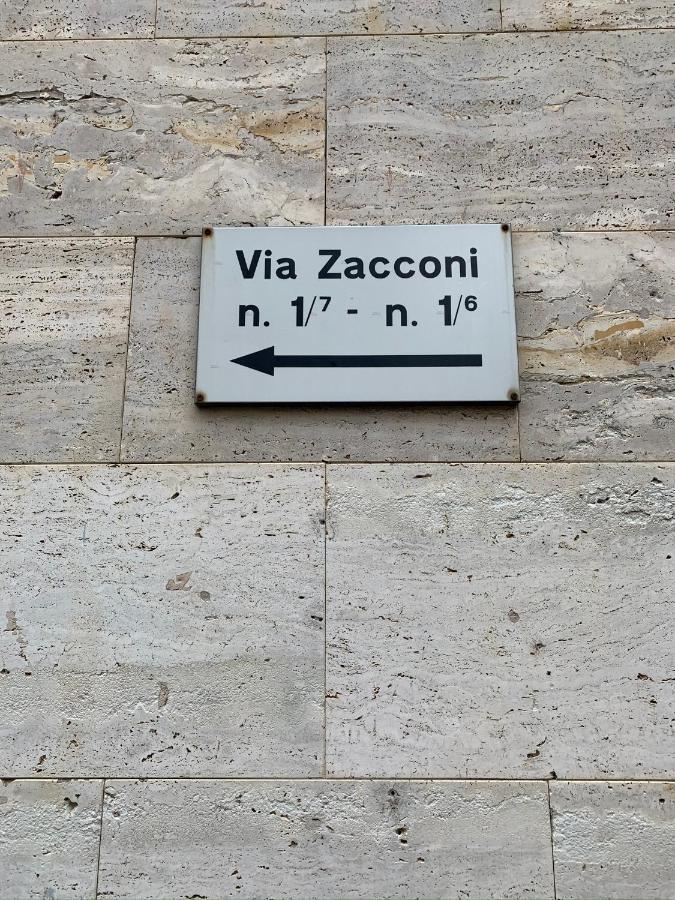 Via Zacconi
n. 1/⁷ - n. 1/⁶